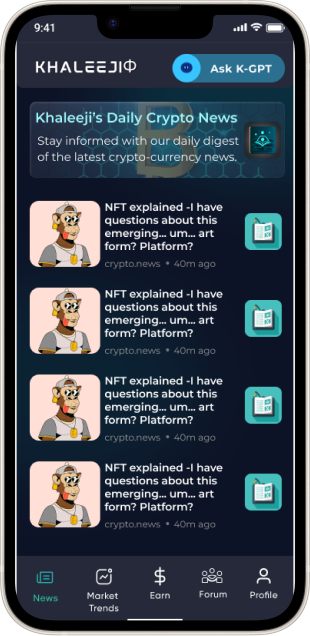 9:41
KHALEEJIΦ
Ask K-GPT
Khaleeji's Daily Crypto News
Stay informed with our daily digest
of the latest crypto-currency news.
NFT explained -I have
questions about this
emerging... um... art
form? Platform?
crypto.news • 40m ago
NFT explained -I have
questions about this
emerging... um... art
form? Platform?
crypto.news • 40m ago
NFT explained -I have
questions about this
emerging... um... art
form? Platform?
crypto.news • 40m ago
NFT explained -I have
questions about this
emerging... um... art
form? Platform?
crypto.news • 40m ago
News
Market
Trends
Earn
Forum
Profile